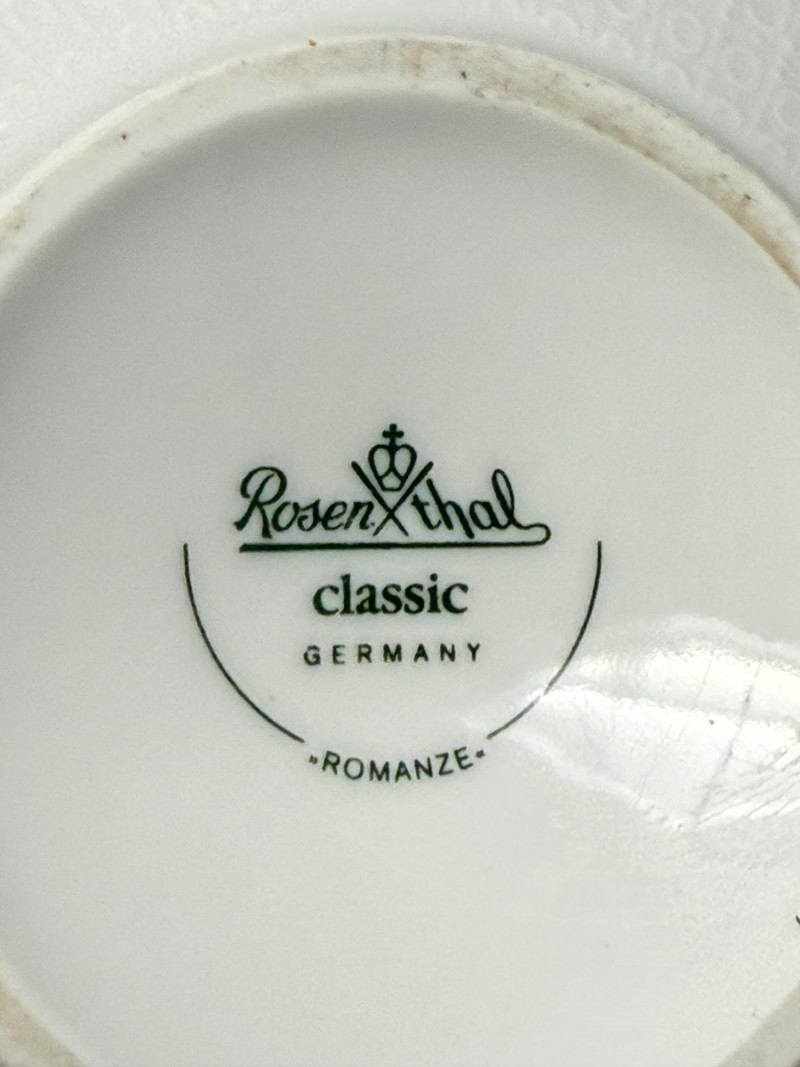 Rosenthal
classic
GERMANY
»ROMANZE«